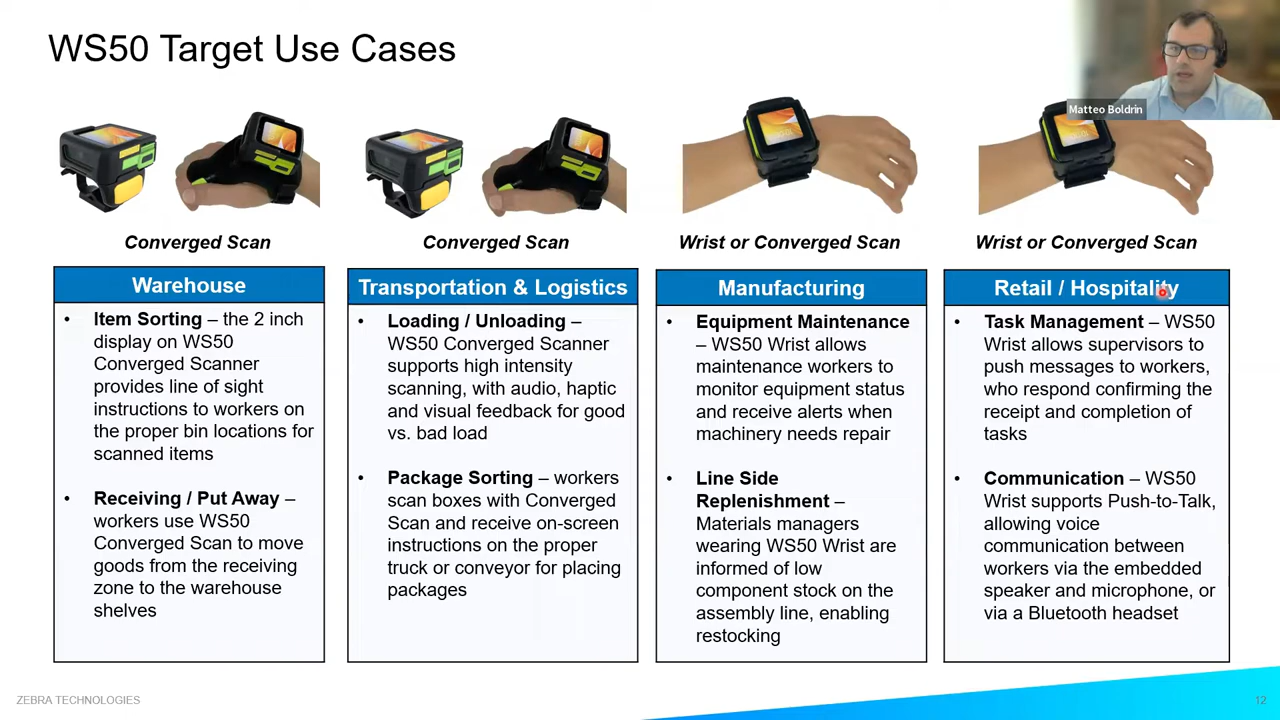 WS50 Target Use Cases
Matteo Boldrin
Converged Scan
Converged Scan
Wrist or Converged Scan
Wrist or Converged Scan
Warehouse
• Item Sorting – the 2 inch
display on WS50
Converged Scanner
provides line of sight
instructions to workers on
the proper bin locations for
scanned items
• Receiving / Put Away –
workers use WS50
Converged Scan to move
goods from the receiving
zone to the warehouse
shelves
Transportation & Logistics
• Loading / Unloading –
WS50 Converged Scanner
supports high intensity
scanning, with audio, haptic
and visual feedback for good
vs. bad load
• Package Sorting – workers
scan boxes with Converged
Scan and receive on-screen
instructions on the proper
truck or conveyor for placing
packages
Manufacturing
• Equipment Maintenance
– WS50 Wrist allows
maintenance workers to
monitor equipment status
and receive alerts when
machinery needs repair
• Line Side
Replenishment –
Materials managers
wearing WS50 Wrist are
informed of low
component stock on the
assembly line, enabling
restocking
Retail / Hospitality
• Task Management – WS50
Wrist allows supervisors to
push messages to workers,
who respond confirming the
receipt and completion of
tasks
• Communication – WS50
Wrist supports Push-to-Talk,
allowing voice
communication between
workers via the embedded
speaker and microphone, or
via a Bluetooth headset
ZEBRA TECHNOLOGIES
12